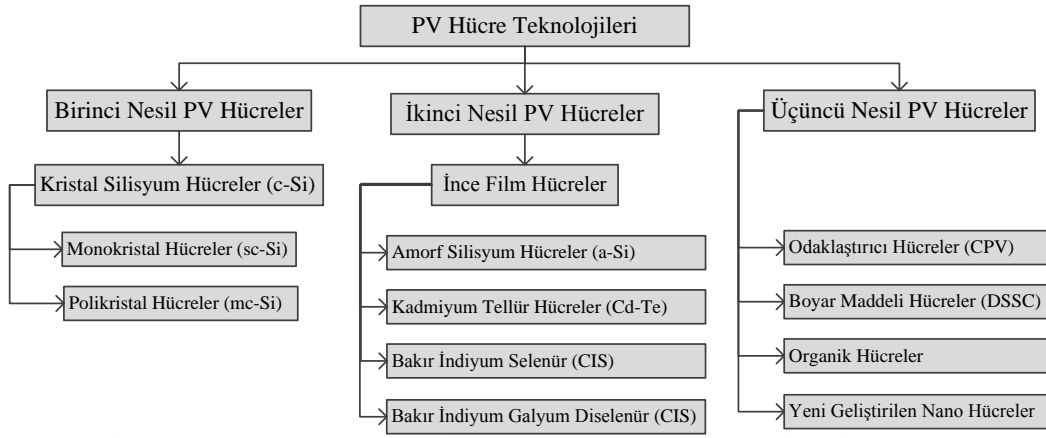 PV Hücre Teknolojileri
Birinci Nesil PV Hücreler
Kristal Silisyum Hücreler (c-Si)
Monokristal Hücreler (sc-Si)
Polikristal Hücreler (mc-Si)
İkinci Nesil PV Hücreler
İnce Film Hücreler
Amorf Silisyum Hücreler (a-Si)
Kadmiyum Tellür Hücreler (Cd-Te)
Bakır İndiyum Selenür (CIS)
Bakır İndiyum Galyum Diselenür (CIS)
Üçüncü Nesil PV Hücreler
Odaklaştırıcı Hücreler (CPV)
Boyar Maddeli Hücreler (DSSC)
Organik Hücreler
Yeni Geliştirilen Nano Hücreler